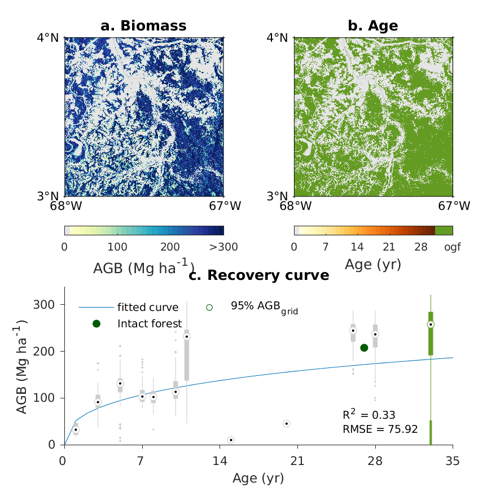 a. Biomass
b. Age
4°N
4°N
3°N
3°N
68°W
67°W
68°W
67°W
0
100
200
>300
0
7
14
21
28
ogf
AGB (Mg ha⁻¹)
Age (yr)
c. Recovery curve
fitted curve
95% AGB_grid
Intact forest
300
200
100
0
AGB (Mg ha⁻¹)
R² = 0.33
RMSE = 75.92
0
7
14
21
28
35
Age (yr)